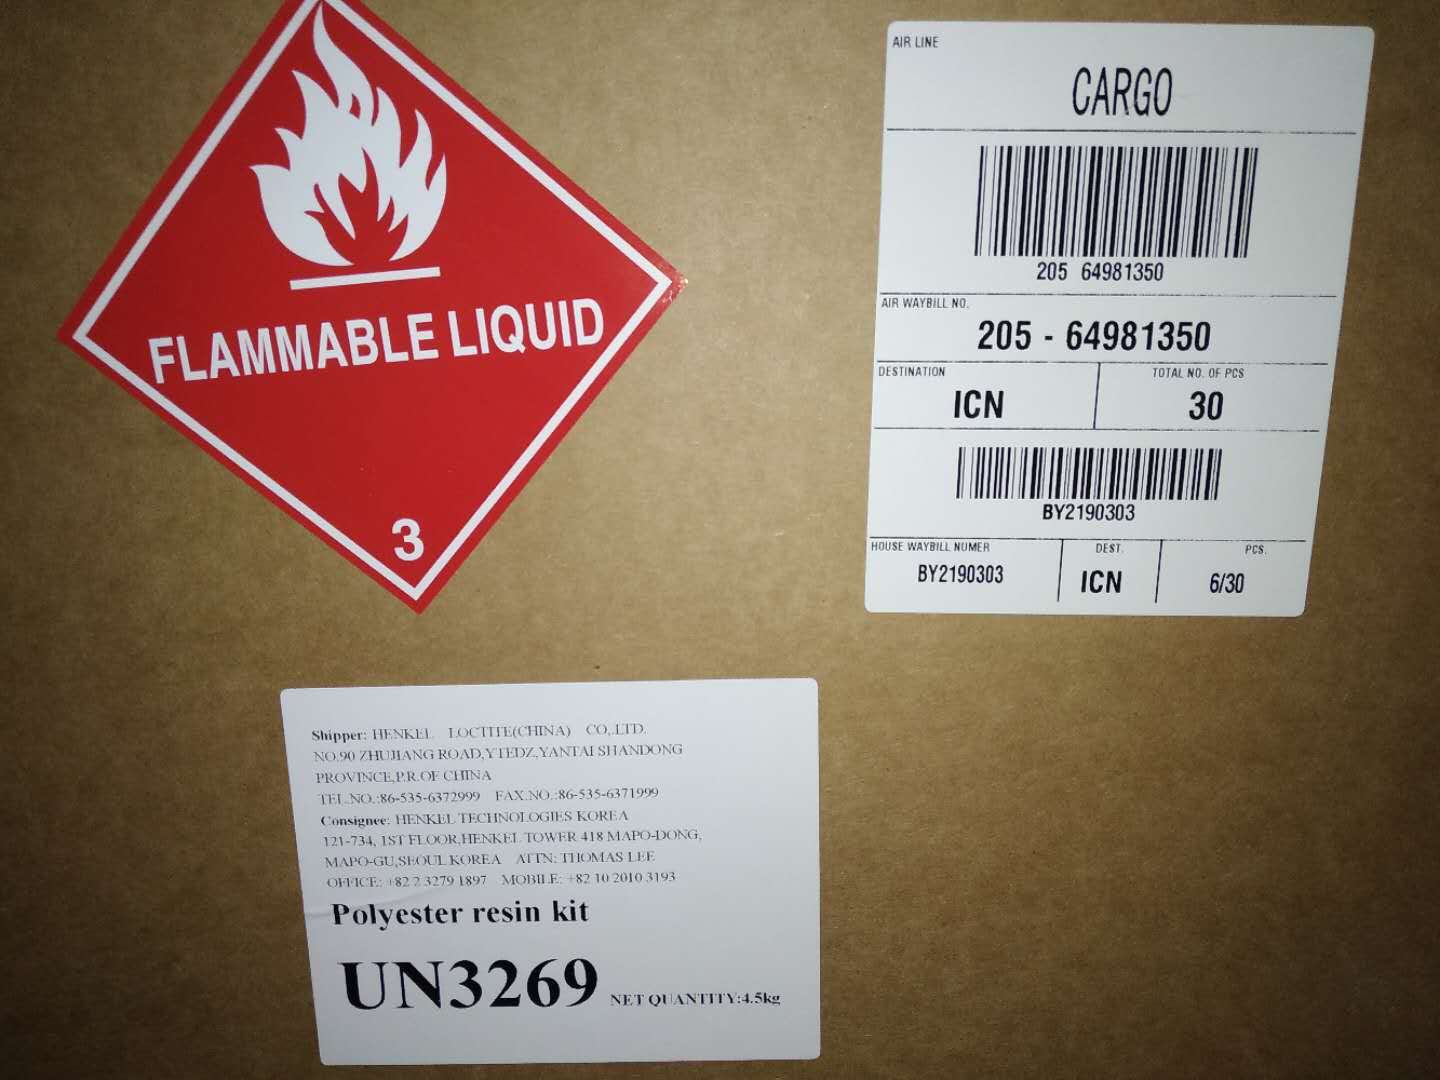 FLAMMABLE LIQUID
3
AIR LINE
CARGO
205 64981350
AIR WAYBILL NO.
205 - 64981350
DESTINATION
ICN
TOTAL NO. OF PCS
30
BY2190303
HOUSE WAYBILL NUMER
BY2190303
DEST.
ICN
PCS.
6/30
Shipper: HENKEL LOCTITE(CHINA) CO,.LTD.
NO.90 ZHUJIANG ROAD,YTEDZ,YANTAI SHANDONG
PROVINCE,P.R.OF CHINA
TEL.NO.:86-535-6372999 FAX.NO.:86-535-6371999
Consignee: HENKEL TECHNOLOGIES KOREA
121-734, 1ST FLOOR,HENKEL TOWER 418 MAPO-DONG,
MAPO-GU,SEOUL KOREA ATTN: THOMAS LEE
OFFICE: +82 2 3279 1897 MOBILE: +82 10 2010 3193
Polyester resin kit
UN3269 NET QUANTITY:4.5kg